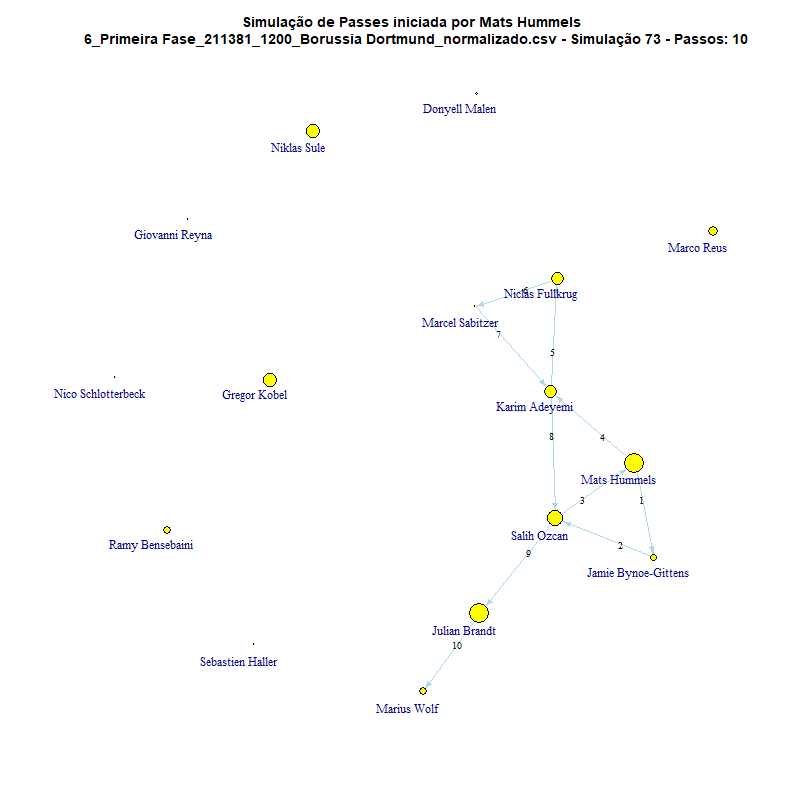 Simulação de Passes iniciada por Mats Hummels
6_Primeira Fase_211381_1200_Borussia Dortmund_normalizado.csv - Simulação 73 - Passos: 10
Donyell Malen
Niklas Sule
Giovanni Reyna
Marco Reus
6
Niclas Fullkrug
Marcel Sabitzer
7
5
Nico Schlotterbeck
Gregor Kobel
Karim Adeyemi
8
4
Mats Hummels
3
1
Salih Ozcan
Ramy Bensebaini
2
9
Jamie Bynoe-Gittens
Julian Brandt
10
Sebastien Haller
Marius Wolf